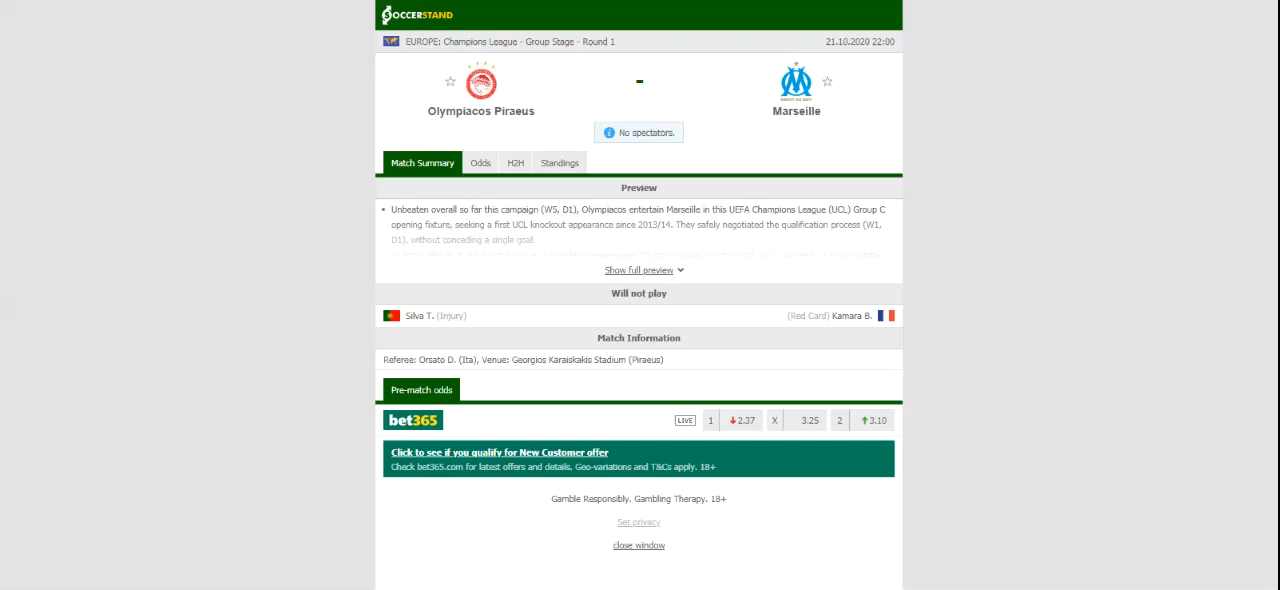 SOCCERSTAND
EUROPE: Champions League - Group Stage - Round 1 21.10.2020 22:00
-
Olympiacos Piraeus Marseille
No spectators.
Match Summary Odds H2H Standings
Preview
• Unbeaten overall so far this campaign (W5, D1), Olympiacos entertain Marseille in this UEFA Champions League (UCL) Group C
opening fixture, seeking a first UCL knockout appearance since 2013/14. They safely negotiated the qualification process (W1,
D1), without conceding a single goal.
Show full preview
Will not play
Silva T. (Injury) (Red Card) Kamara B.
Match Information
Referee: Orsato D. (Ita), Venue: Georgios Karaiskakis Stadium (Piraeus)
Pre-match odds
bet365 LIVE 1 2.37 X 3.25 2 3.10
Click to see if you qualify for New Customer offer
Check bet365.com for latest offers and details. Geo-variations and T&Cs apply. 18+
Gamble Responsibly. Gambling Therapy. 18+
Set privacy
close window